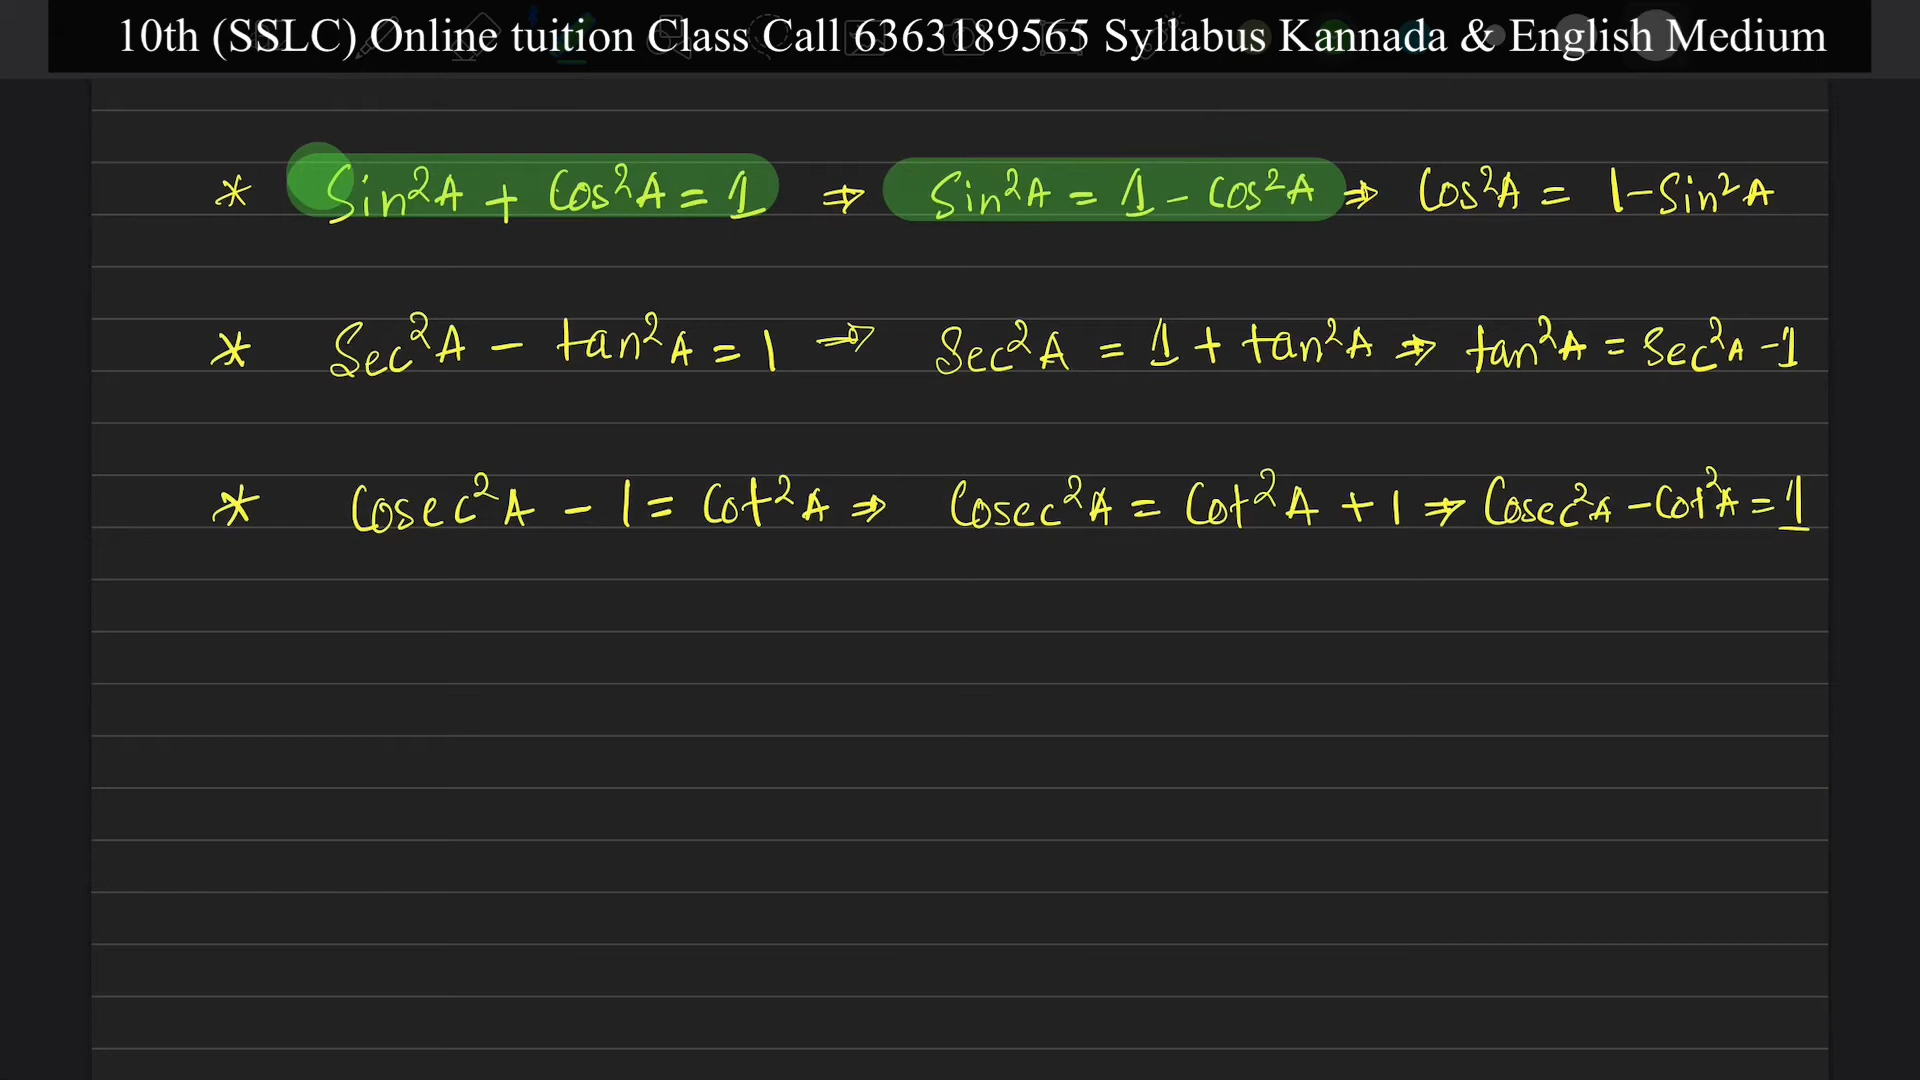 10th (SSLC) Online tuition Class Call 6363189565 Syllabus Kannada & English Medium
* Sin²A + Cos²A = 1 ⇒ Sin²A = 1 - Cos²A ⇒ Cos²A = 1 - Sin²A
* Sec²A - tan²A = 1 ⇒ Sec²A = 1 + tan²A ⇒ tan²A = Sec²A - 1
* Cosec²A - 1 = Cot²A ⇒ Cosec²A = Cot²A + 1 ⇒ Cosec²A - Cot²A = 1